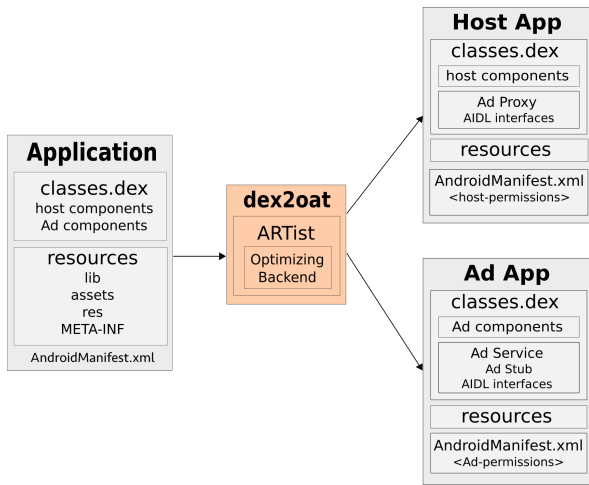 Application
classes.dex
host components
Ad components
resources
lib
assets
res
META-INF
AndroidManifest.xml
dex2oat
ARTist
Optimizing
Backend
Host App
classes.dex
host components
Ad Proxy
AIDL interfaces
resources
AndroidManifest.xml
<host-permissions>
Ad App
classes.dex
Ad components
Ad Service
Ad Stub
AIDL interfaces
resources
AndroidManifest.xml
<Ad-permissions>